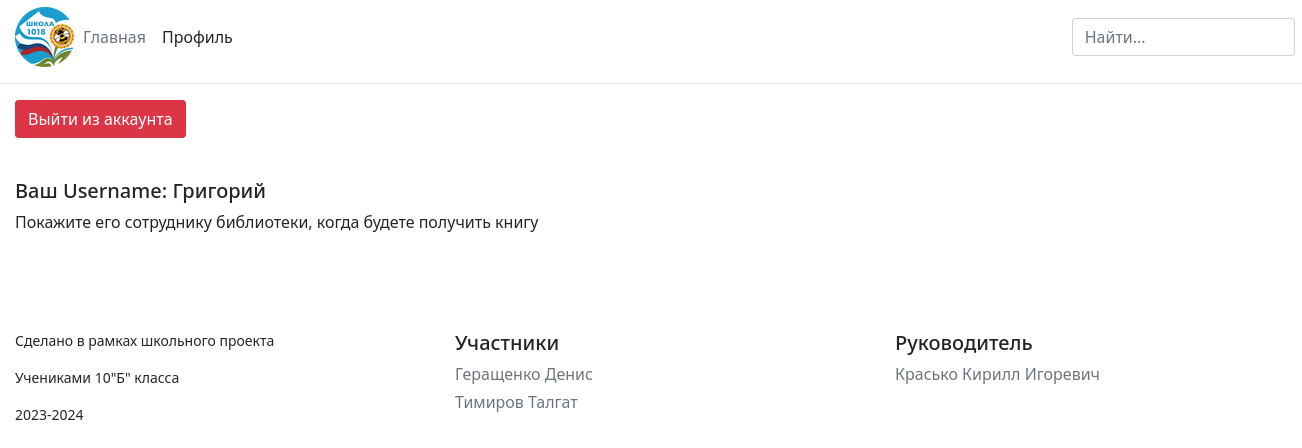 ШКОЛА
1018
Главная
Профиль
Найти...
Выйти из аккаунта
Ваш Username: Григорий
Покажите его сотруднику библиотеки, когда будете получить книгу
Сделано в рамках школьного проекта
Учениками 10"Б" класса
2023-2024
Участники
Геращенко Денис
Тимиров Талгат
Руководитель
Красько Кирилл Игоревич